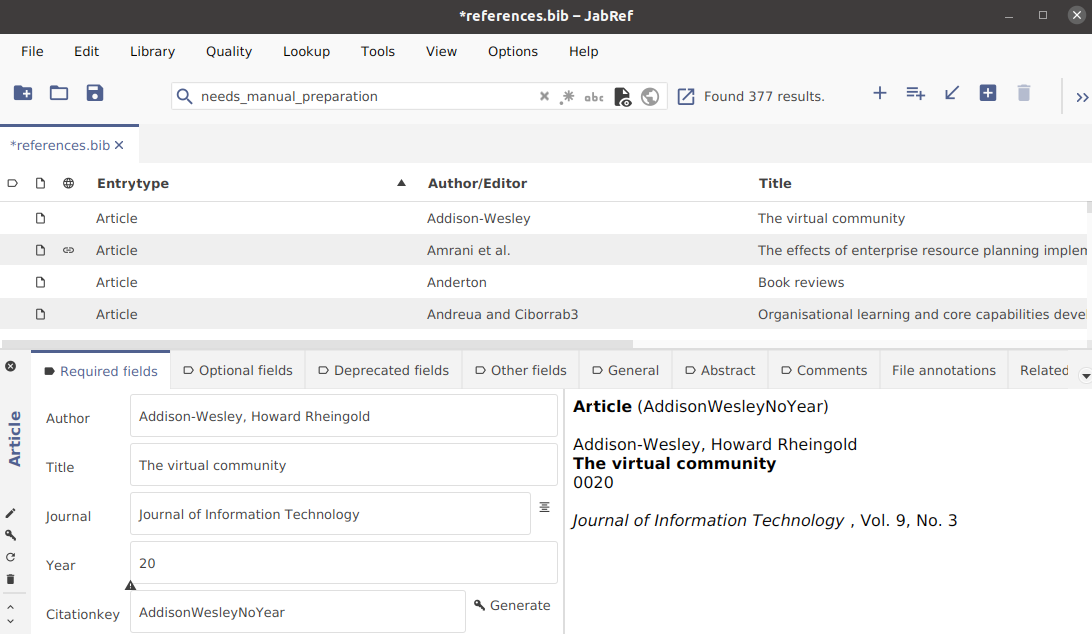 *references.bib – JabRef
File Edit Library Quality Lookup Tools View Options Help
needs_manual_preparation abc Found 377 results.
*references.bib
Entrytype Author/Editor Title
Article Addison-Wesley The virtual community
Article Amrani et al. The effects of enterprise resource planning implem
Article Anderton Book reviews
Article Andreua and Ciborrab3 Organisational learning and core capabilities deve
Required fields Optional fields Deprecated fields Other fields General Abstract Comments File annotations Related
Article
Author Addison-Wesley, Howard Rheingold
Title The virtual community
Journal Journal of Information Technology
Year 20
Citationkey AddisonWesleyNoYear Generate
Article (AddisonWesleyNoYear)
Addison-Wesley, Howard Rheingold
The virtual community
0020
Journal of Information Technology , Vol. 9, No. 3